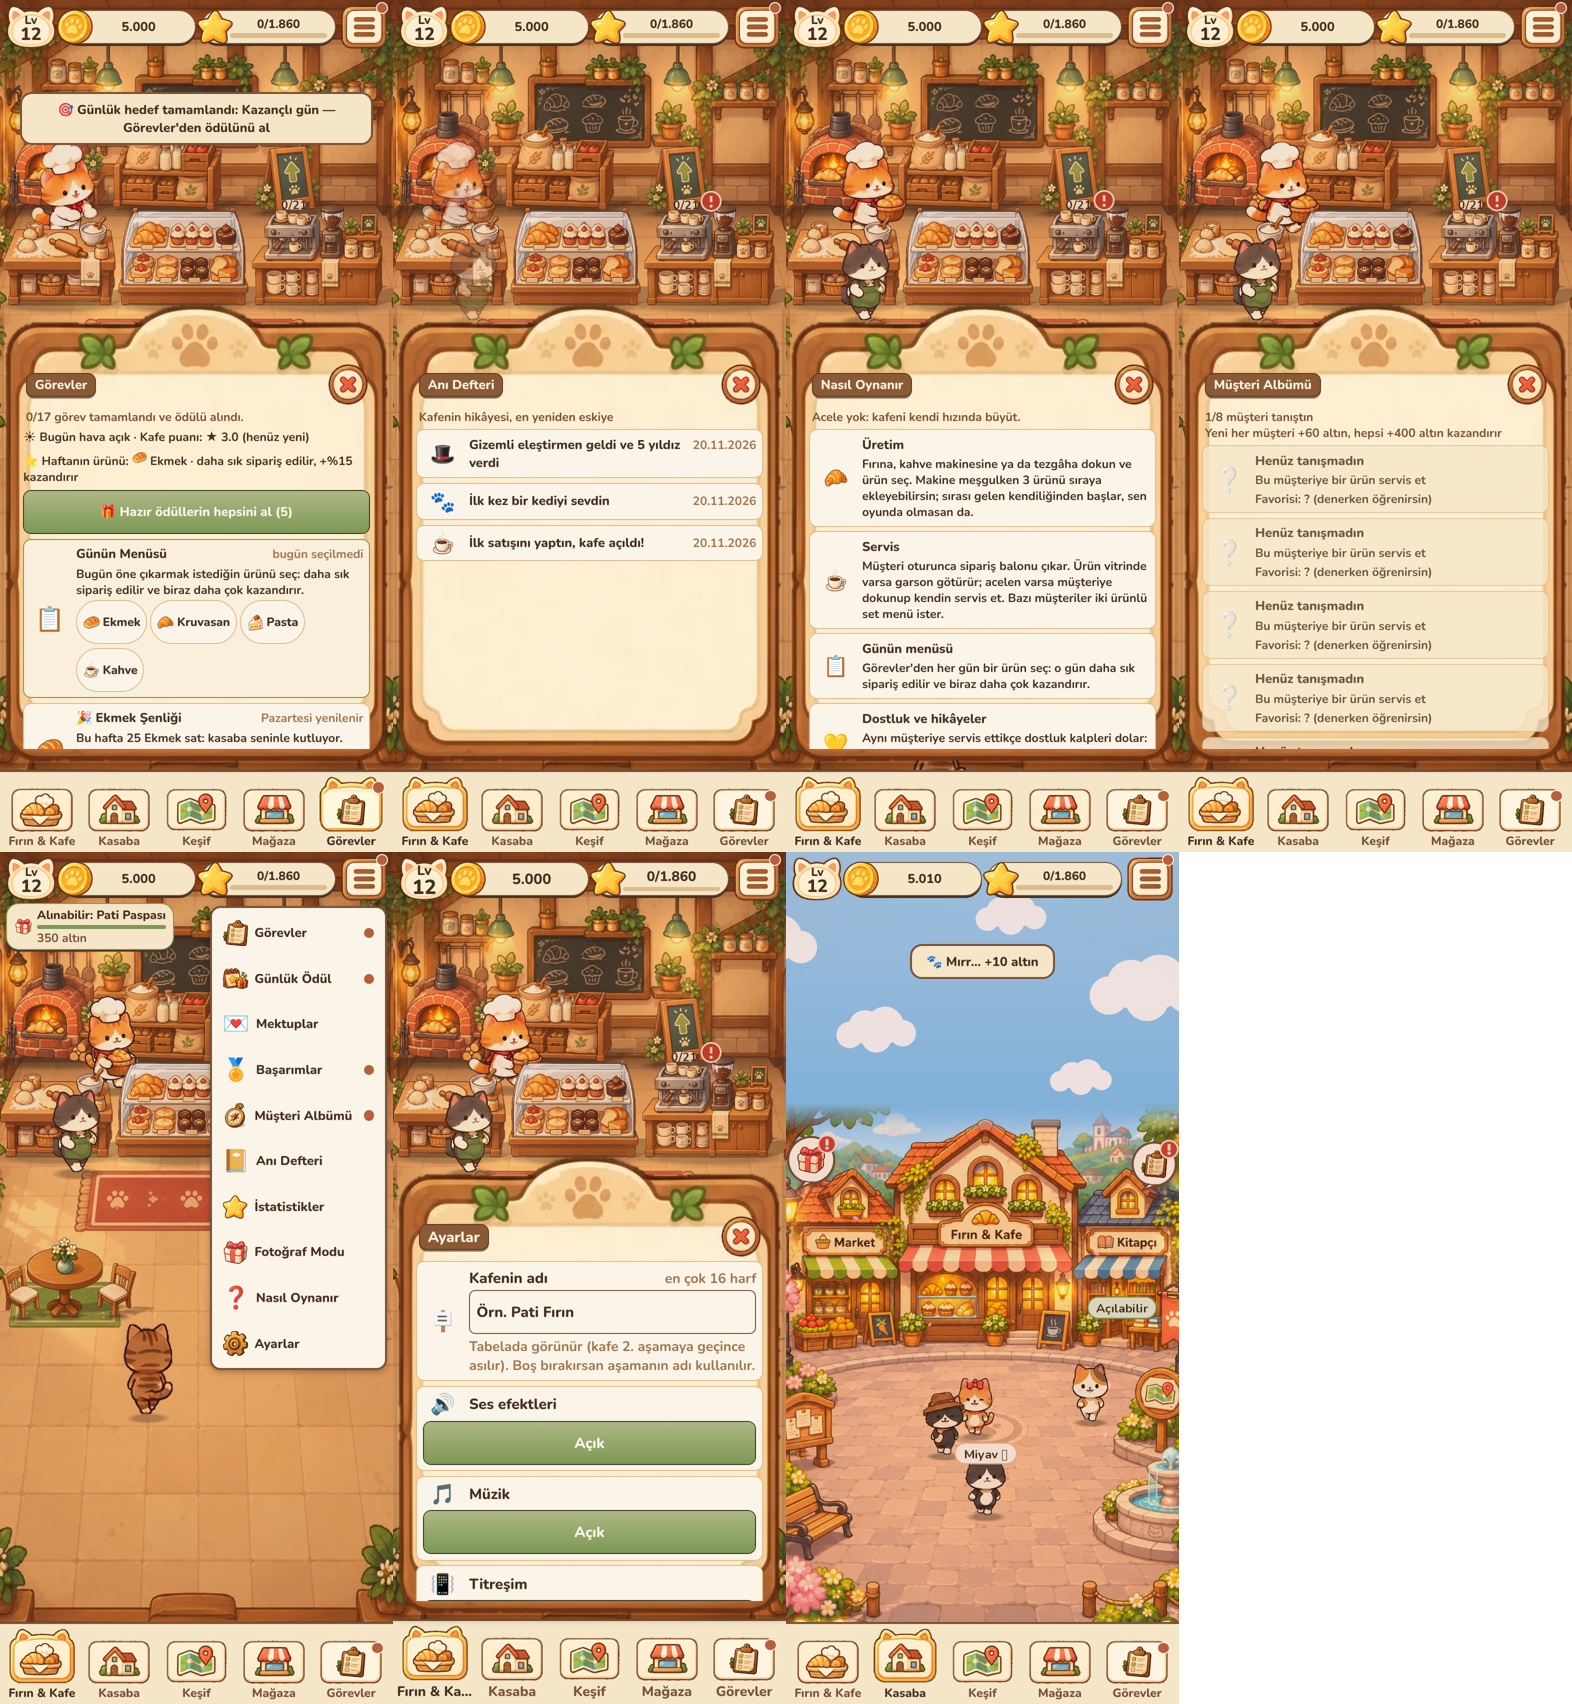 Lv
12
5.000
0/1.860
🎯 Günlük hedef tamamlandı: Kazançlı gün —
Görevler'den ödülünü al
0/21
Görevler
0/17 görev tamamlandı ve ödülü alındı.
☀ Bugün hava açık · Kafe puanı: ★ 3.0 (henüz yeni)
⭐ Haftanın ürünü: 🥖 Ekmek · daha sık sipariş edilir, +%15
kazandırır
🎁 Hazır ödüllerin hepsini al (5)
Günün Menüsü
bugün seçilmedi
Bugün öne çıkarmak istediğin ürünü seç: daha sık
sipariş edilir ve biraz daha çok kazandırır.
Ekmek
Kruvasan
Pasta
Kahve
🎉 Ekmek Şenliği
Pazartesi yenilenir
Bu hafta 25 Ekmek sat: kasaba seninle kutluyor.
Fırın & Kafe
Kasaba
Keşif
Mağaza
Görevler
Lv
12
5.000
0/1.860
0/21
Anı Defteri
Kafenin hikâyesi, en yeniden eskiye
Gizemli eleştirmen geldi ve 5 yıldız
verdi
20.11.2026
İlk kez bir kediyi sevdin
20.11.2026
İlk satışını yaptın, kafe açıldı!
20.11.2026
Fırın & Kafe
Kasaba
Keşif
Mağaza
Görevler
Lv
12
5.000
0/1.860
0/21
Nasıl Oynanır
Acele yok: kafeni kendi hızında büyüt.
Üretim
Fırına, kahve makinesine ya da tezgâha dokun ve
ürün seç. Makine meşgulken 3 ürünü sıraya
ekleyebilirsin; sırası gelen kendiliğinden başlar, sen
oyunda olmasan da.
Servis
Müşteri oturunca sipariş balonu çıkar. Ürün vitrinde
varsa garson götürür; acelen varsa müşteriye
dokunup kendin servis et. Bazı müşteriler iki ürünlü
set menü ister.
Günün menüsü
Görevler'den her gün bir ürün seç: o gün daha sık
sipariş edilir ve biraz daha çok kazandırır.
Dostluk ve hikâyeler
Aynı müşteriye servis ettikçe dostluk kalpleri dolar:
Fırın & Kafe
Kasaba
Keşif
Mağaza
Görevler
Lv
12
5.000
0/1.860
0/21
Müşteri Albümü
1/8 müşteri tanıştın
Yeni her müşteri +60 altın, hepsi +400 altın kazandırır
Henüz tanışmadın
Bu müşteriye bir ürün servis et
Favorisi: ? (denerken öğrenirsin)
Henüz tanışmadın
Bu müşteriye bir ürün servis et
Favorisi: ? (denerken öğrenirsin)
Henüz tanışmadın
Bu müşteriye bir ürün servis et
Favorisi: ? (denerken öğrenirsin)
Henüz tanışmadın
Bu müşteriye bir ürün servis et
Favorisi: ? (denerken öğrenirsin)
Fırın & Kafe
Kasaba
Keşif
Mağaza
Görevler
Lv
12
5.000
0/1.860
Alınabilir: Pati Paspası
350 altın
Görevler
Günlük Ödül
Mektuplar
Başarımlar
Müşteri Albümü
Anı Defteri
İstatistikler
Fotoğraf Modu
Nasıl Oynanır
Ayarlar
Fırın & Kafe
Kasaba
Keşif
Mağaza
Görevler
Lv
12
5.000
0/1.860
0/21
Ayarlar
Kafenin adı
en çok 16 harf
Örn. Pati Fırın
Tabelada görünür (kafe 2. aşamaya geçince
asılır). Boş bırakırsan aşamanın adı kullanılır.
Ses efektleri
Açık
Müzik
Açık
Titreşim
Fırın & Ka...
Kasaba
Keşif
Mağaza
Görevler
Lv
12
5.010
0/1.860
🐾 Mırr... +10 altın
Market
Fırın & Kafe
Kitapçı
Açılabilir
Miyav
Fırın & Kafe
Kasaba
Keşif
Mağaza
Görevler